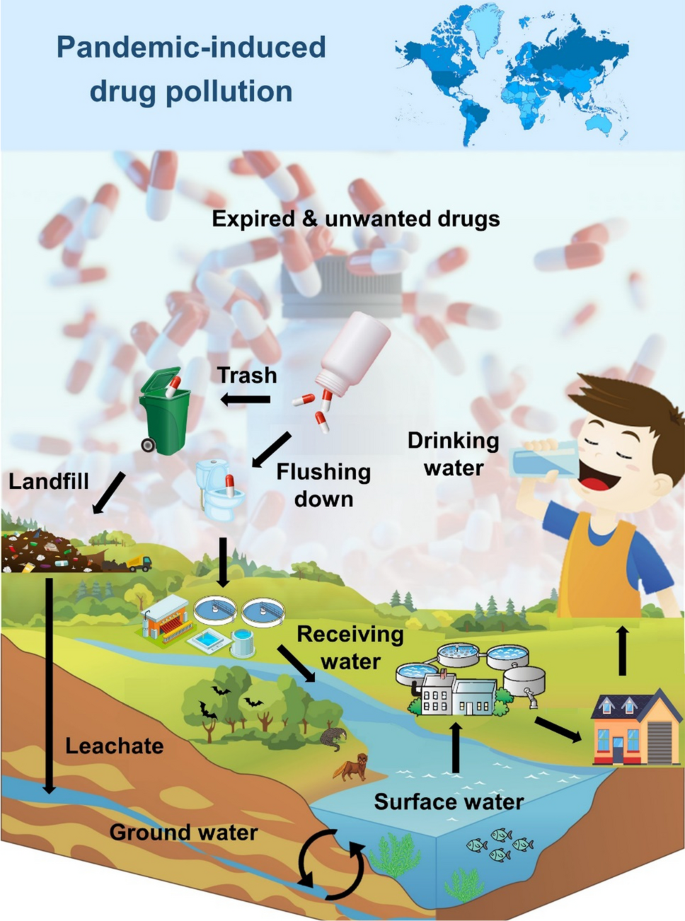 Pandemic-induced
drug pollution
Expired & unwanted drugs
Trash
Drinking
water
Flushing
down
Landfill
Receiving
water
Leachate
Surface water
Ground water